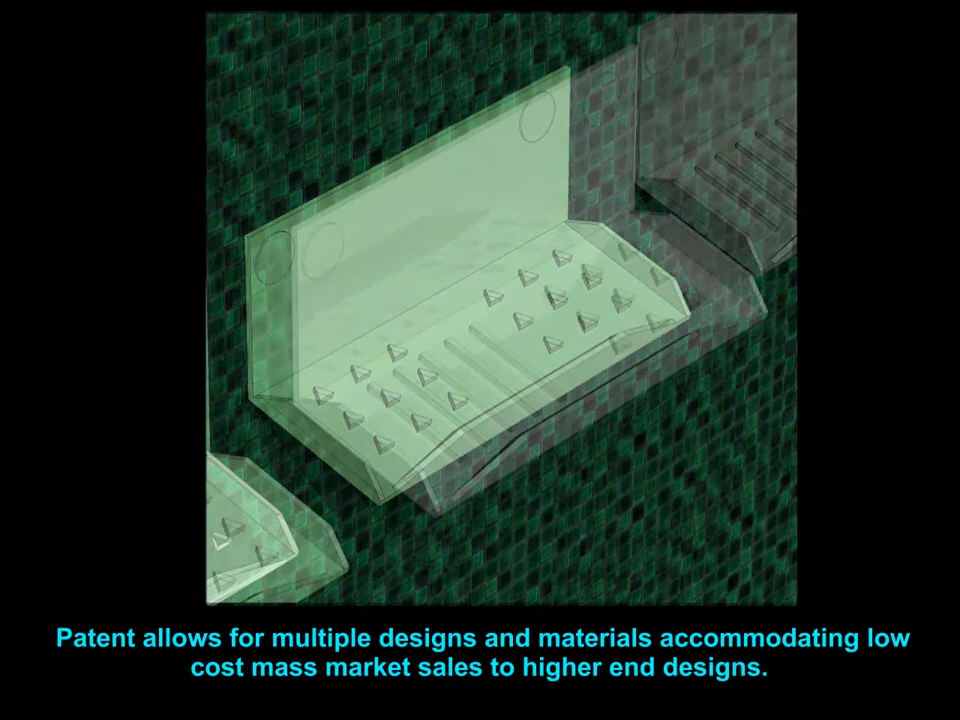 Patent allows for multiple designs and materials accommodating low
cost mass market sales to higher end designs.